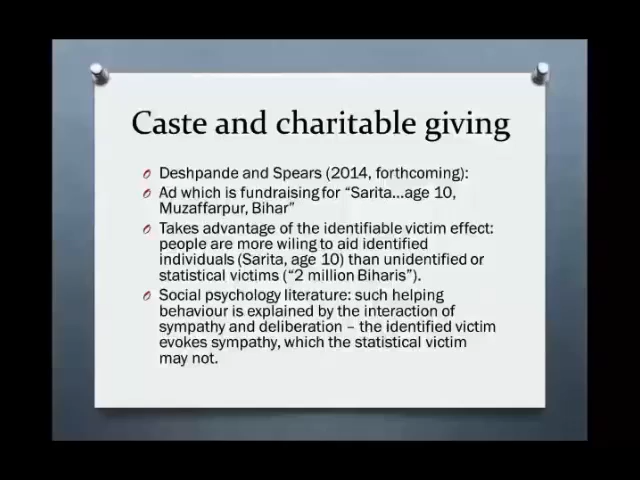 Caste and charitable giving
Deshpande and Spears (2014, forthcoming):
Ad which is fundraising for “Sarita...age 10,
Muzaffarpur, Bihar”
Takes advantage of the identifiable victim effect:
people are more wiling to aid identified
individuals (Sarita, age 10) than unidentified or
statistical victims (“2 million Biharis”).
Social psychology literature: such helping
behaviour is explained by the interaction of
sympathy and deliberation – the identified victim
evokes sympathy, which the statistical victim
may not.